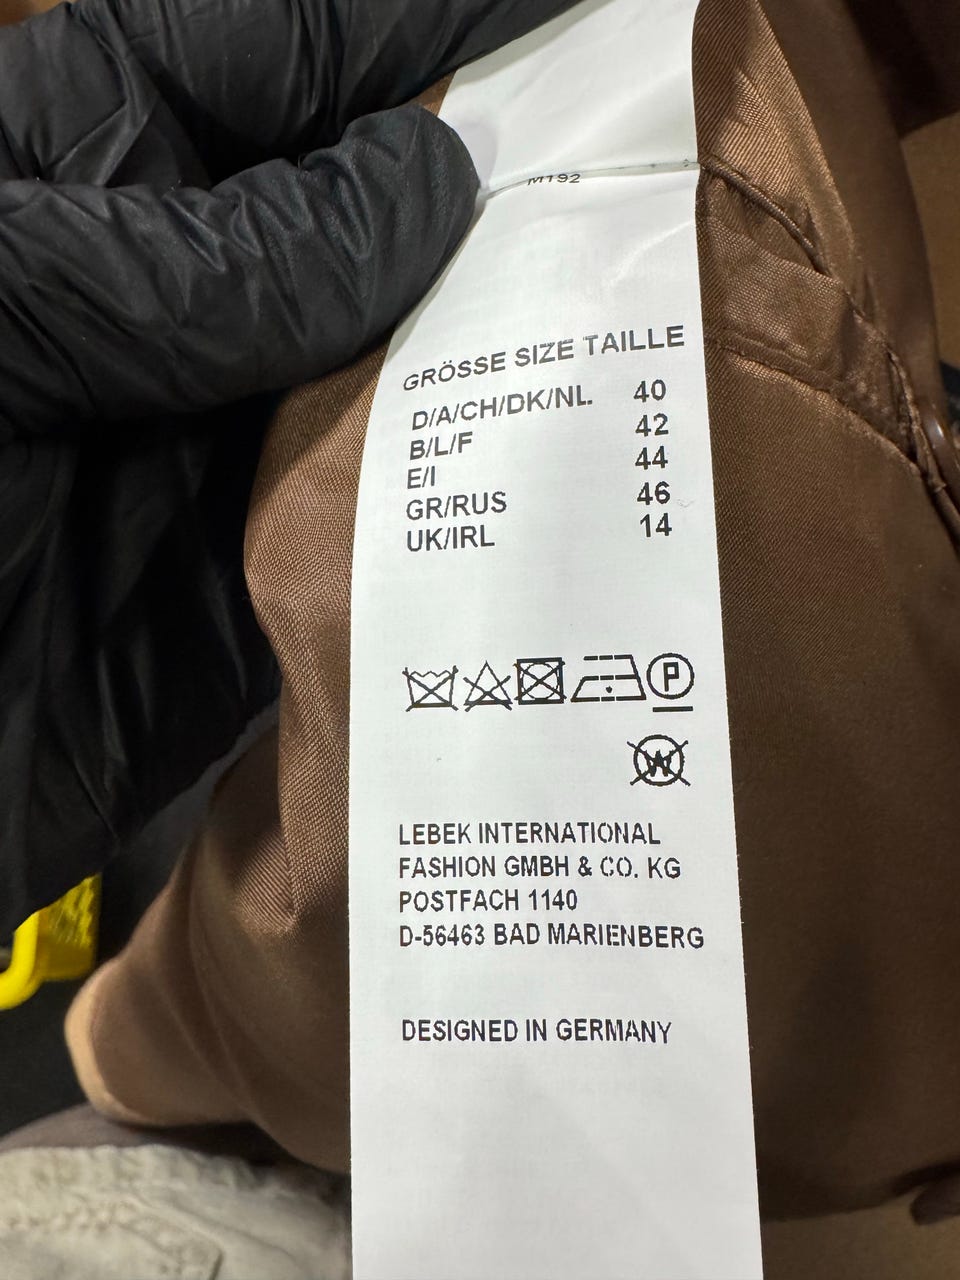 M192
GRÖSSE SIZE TAILLE
D/A/CH/DK/NL. 40
B/L/F 42
E/I 44
GR/RUS 46
UK/IRL 14
P
W
LEBEK INTERNATIONAL
FASHION GMBH & CO. KG
POSTFACH 1140
D-56463 BAD MARIENBERG
DESIGNED IN GERMANY